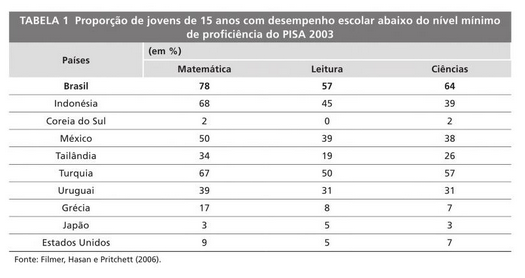 TABELA 1 Proporção de jovens de 15 anos com desempenho escolar abaixo do nível mínimo
de proficiência do PISA 2003
Países (em %)
Matemática Leitura Ciências
Brasil 78 57 64
Indonésia 68 45 39
Coreia do Sul 2 0 2
México 50 39 38
Tailândia 34 19 26
Turquia 67 50 57
Uruguai 39 31 31
Grécia 17 8 7
Japão 3 5 3
Estados Unidos 9 5 7
Fonte: Filmer, Hasan e Pritchett (2006).